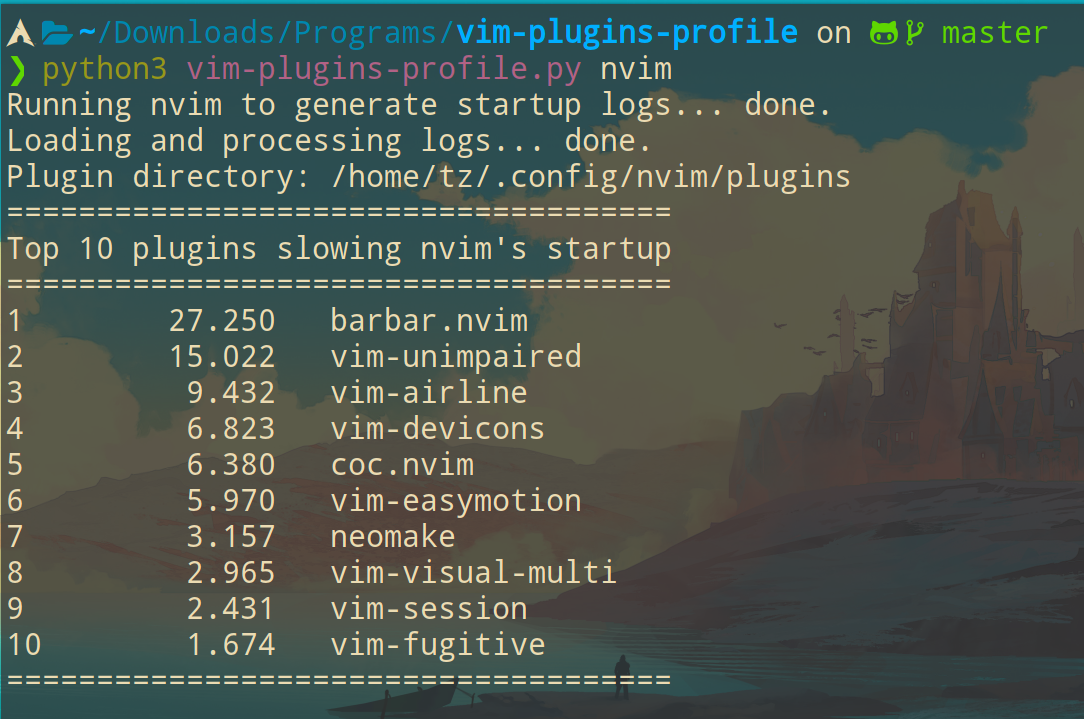 ~/Downloads/Programs/vim-plugins-profile on master
❯ python3 vim-plugins-profile.py nvim
Running nvim to generate startup logs... done.
Loading and processing logs... done.
Plugin directory: /home/tz/.config/nvim/plugins
=====================================
Top 10 plugins slowing nvim's startup
=====================================
1 27.250 barbar.nvim
2 15.022 vim-unimpaired
3 9.432 vim-airline
4 6.823 vim-devicons
5 6.380 coc.nvim
6 5.970 vim-easymotion
7 3.157 neomake
8 2.965 vim-visual-multi
9 2.431 vim-session
10 1.674 vim-fugitive
=====================================